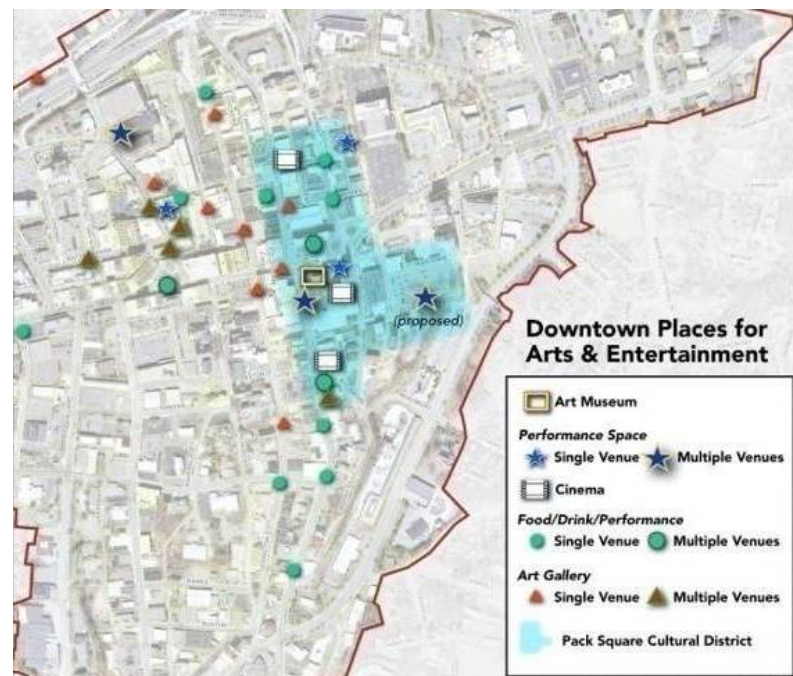 (proposed)
Downtown Places for
Arts & Entertainment
Art Museum
Performance Space
Single Venue Multiple Venues
Cinema
Food/Drink/Performance
Single Venue Multiple Venues
Art Gallery
Single Venue Multiple Venues
Pack Square Cultural District